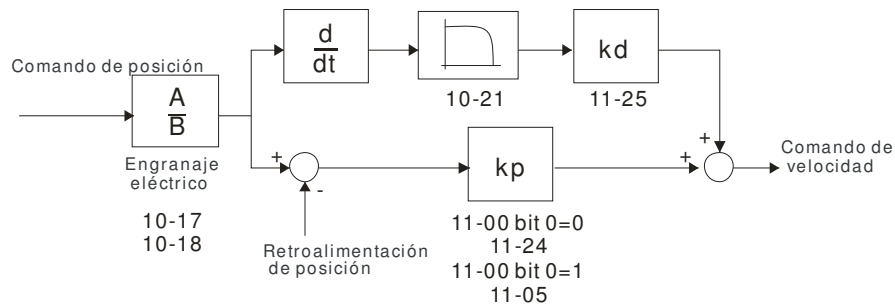 Comando de posición
A
B
Engranaje
eléctrico
10-17
10-18
d
dt
10-21
kd
11-25
+
-
Retroalimentación
de posición
kp
11-00 bit 0=0
11-24
11-00 bit 0=1
11-05
+
+
Comando de
velocidad